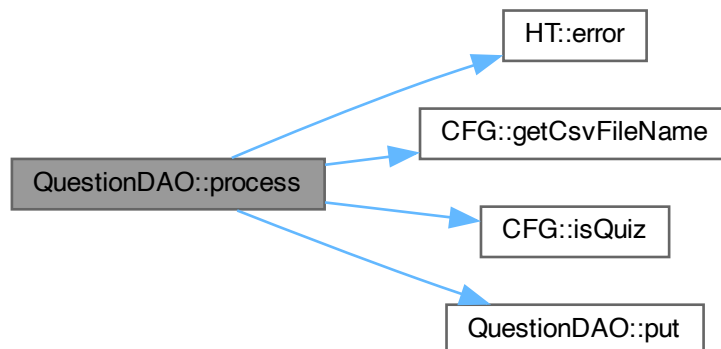 HT::error
CFG::getCsvFileName
QuestionDAO::process
CFG::isQuiz
QuestionDAO::put